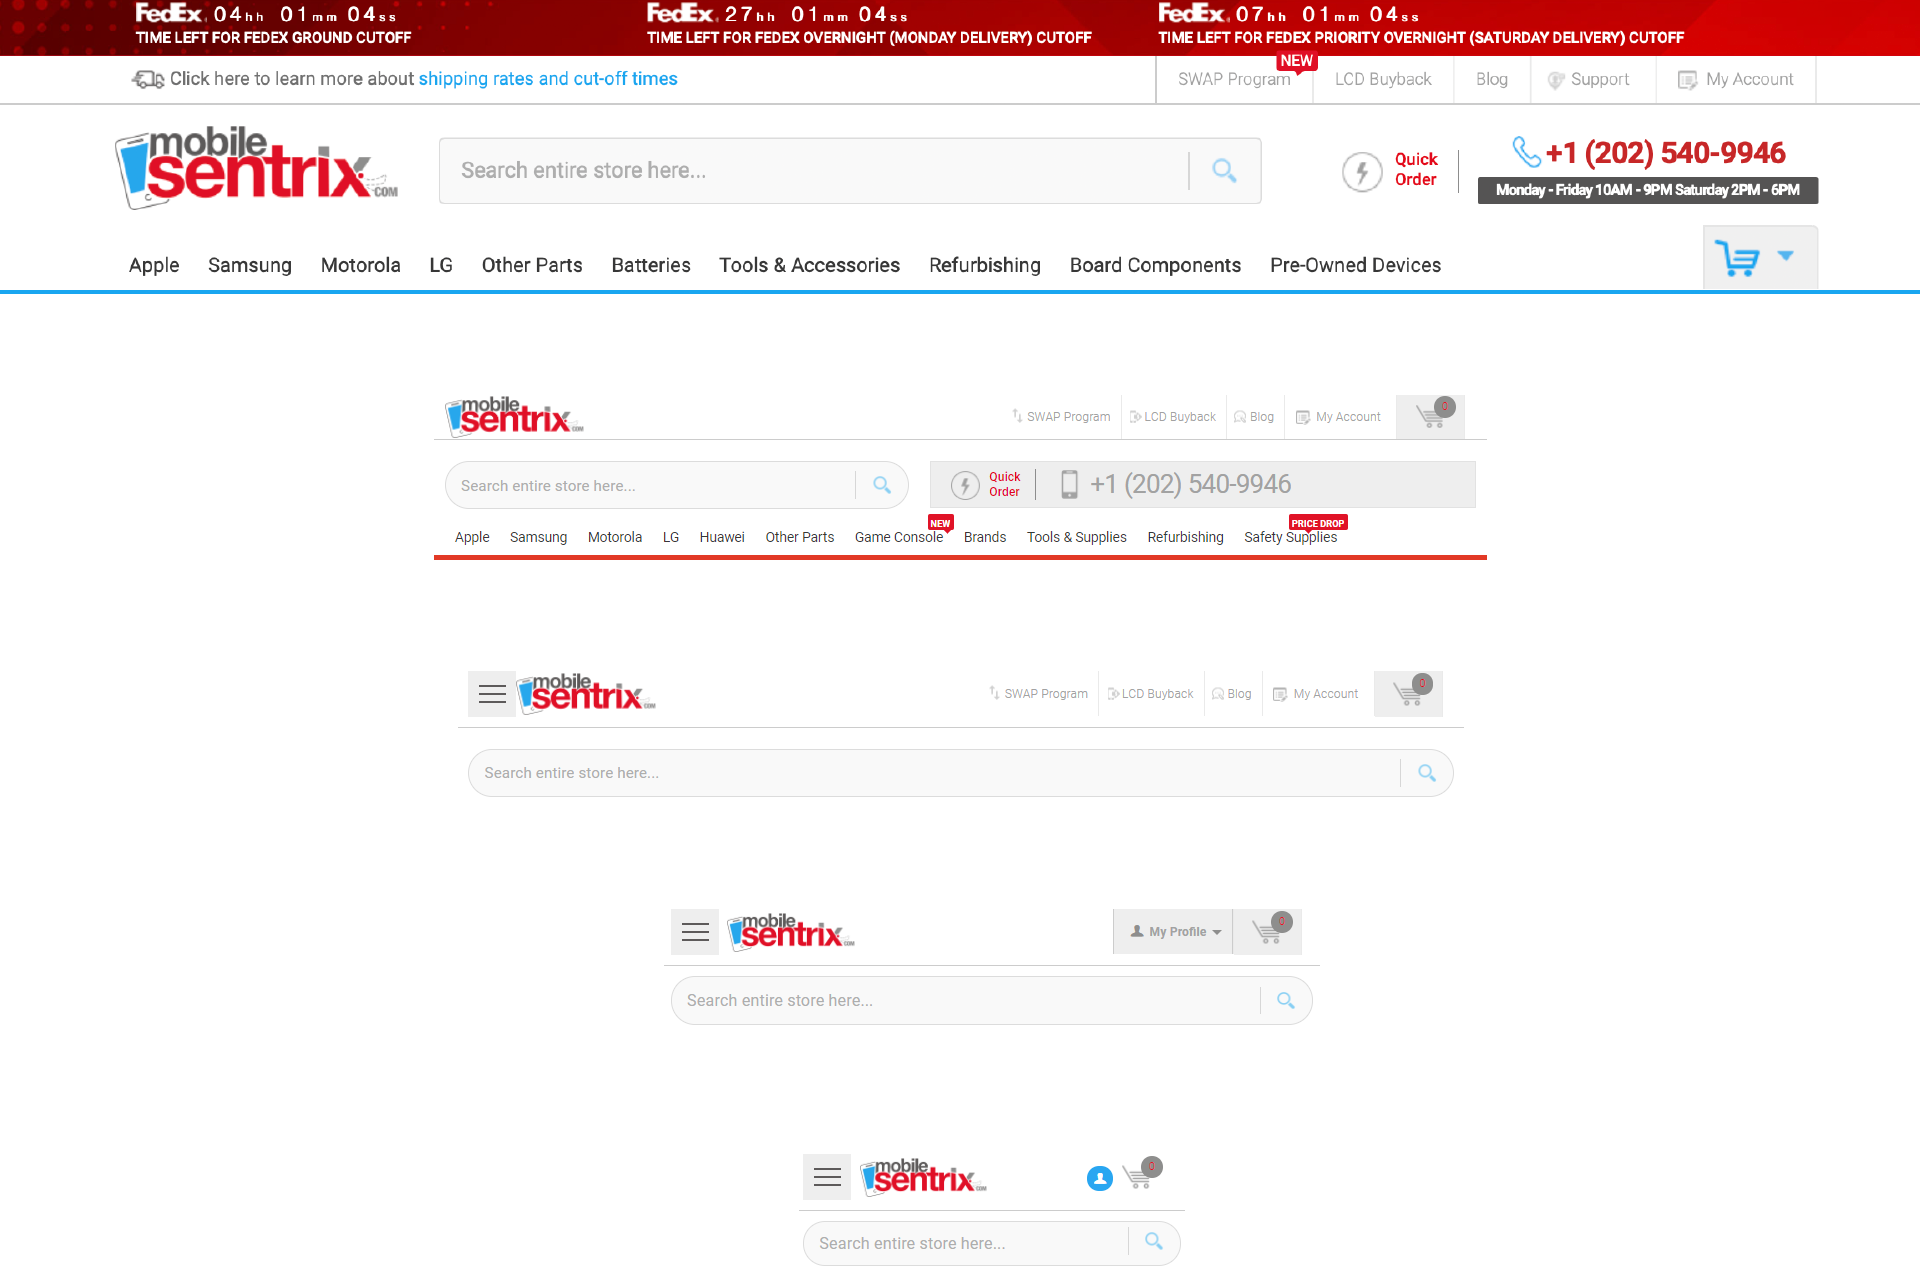 FedEx. 04hh 01mm 04ss
TIME LEFT FOR FEDEX GROUND CUTOFF
FedEx. 27hh 01mm 04ss
TIME LEFT FOR FEDEX OVERNIGHT (MONDAY DELIVERY) CUTOFF
FedEx. 07hh 01mm 04ss
TIME LEFT FOR FEDEX PRIORITY OVERNIGHT (SATURDAY DELIVERY) CUTOFF
Click here to learn more about shipping rates and cut-off times
NEW
SWAP Program LCD Buyback Blog Support My Account
mobile
sentrix.COM
Search entire store here...
Quick
Order
+1 (202) 540-9946
Monday - Friday 10AM - 9PM Saturday 2PM - 6PM
Apple Samsung Motorola LG Other Parts Batteries Tools & Accessories Refurbishing Board Components Pre-Owned Devices
mobile
sentrix.COM
SWAP Program LCD Buyback Blog My Account 0
Search entire store here...
Quick
Order
+1 (202) 540-9946
NEW PRICE DROP
Apple Samsung Motorola LG Huawei Other Parts Game Console Brands Tools & Supplies Refurbishing Safety Supplies
mobile
sentrix.COM
SWAP Program LCD Buyback Blog My Account 0
Search entire store here...
mobile
sentrix.COM
My Profile 0
Search entire store here...
mobile
sentrix.COM
0
Search entire store here...